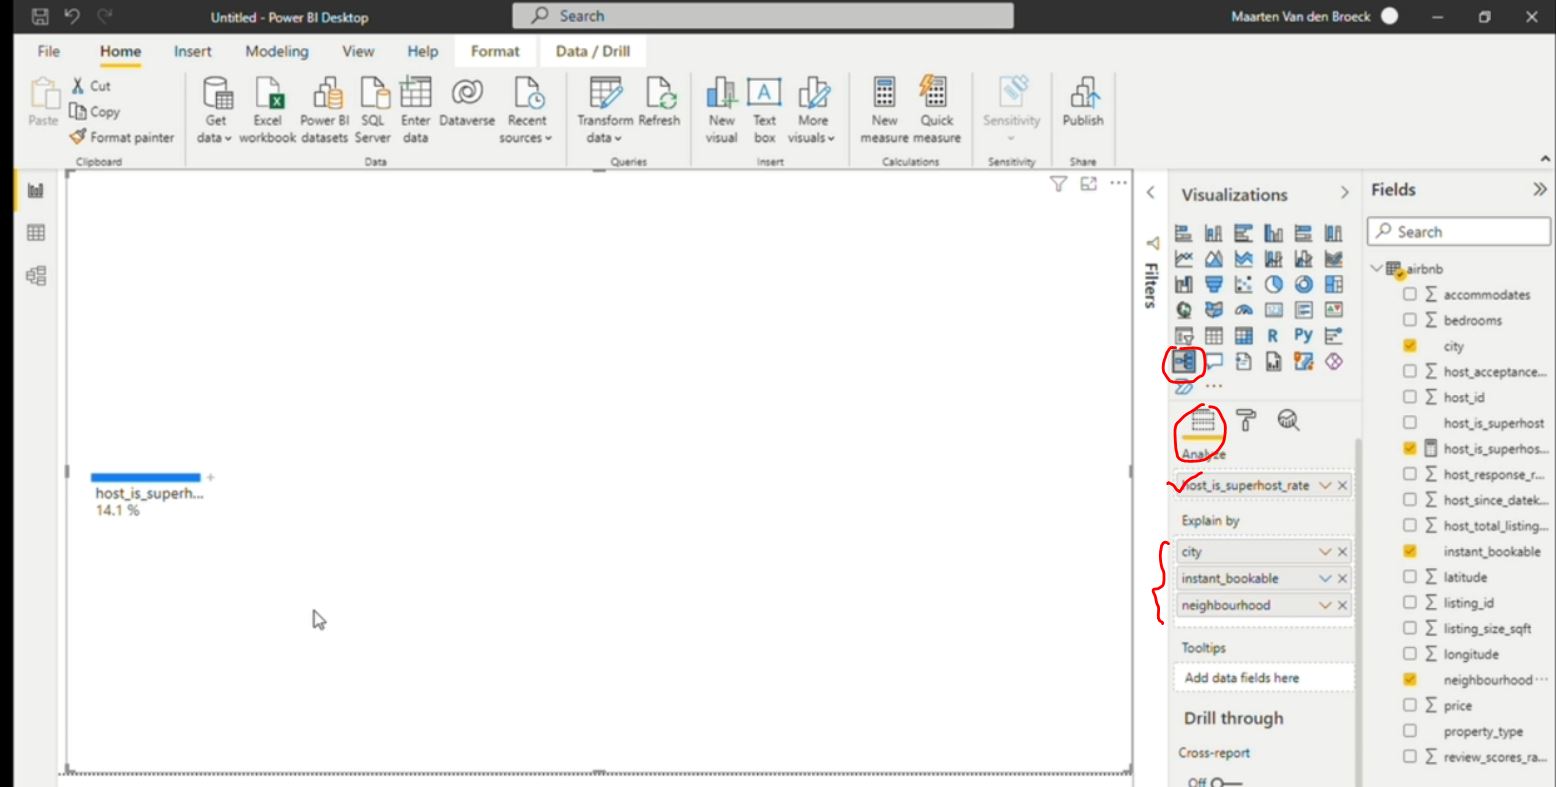 Untitled - Power BI Desktop
Search
Maarten Van den Broeck
File Home Insert Modeling View Help Format Data / Drill
Paste
Cut
Copy
Format painter
Clipboard
Get data
Excel workbook
Power BI datasets
SQL Server
Enter data
Dataverse
Recent sources
Data
Transform data
Refresh
Queries
New visual
Text box
More visuals
Insert
New measure
Quick measure
Calculations
Sensitivity
Sensitivity
Publish
Share
host_is_superh...
14.1 %
Filters
Visualizations
R Py
123
Analyze
host_is_superhost_rate
Explain by
city
instant_bookable
neighbourhood
Tooltips
Add data fields here
Drill through
Cross-report
Off
Fields
Search
airbnb
accommodates
bedrooms
city
host_acceptance...
host_id
host_is_superhost
host_is_superhos...
host_response_r...
host_since_datek...
host_total_listing...
instant_bookable
latitude
listing_id
listing_size_sqft
longitude
neighbourhood
price
property_type
review_scores_ra...